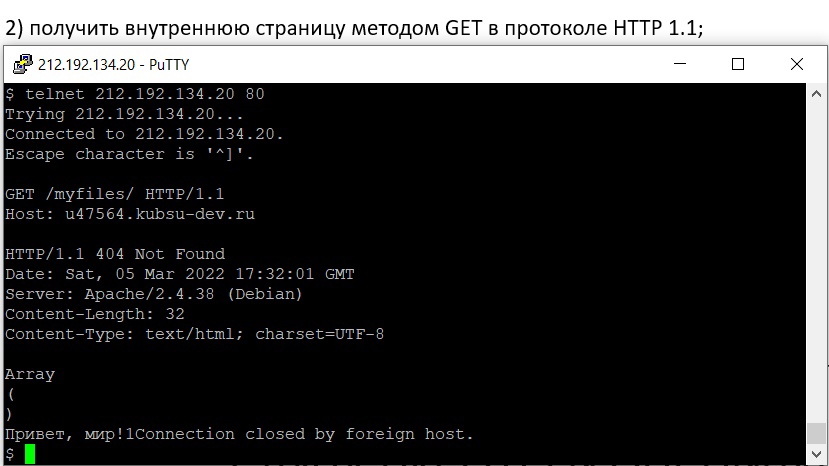 2) получить внутреннюю страницу методом GET в протоколе HTTP 1.1;
212.192.134.20 - PuTTY
$ telnet 212.192.134.20 80
Trying 212.192.134.20...
Connected to 212.192.134.20.
Escape character is '^]'.
GET /myfiles/ HTTP/1.1
Host: u47564.kubsu-dev.ru
HTTP/1.1 404 Not Found
Date: Sat, 05 Mar 2022 17:32:01 GMT
Server: Apache/2.4.38 (Debian)
Content-Length: 32
Content-Type: text/html; charset=UTF-8
Array
(
)
Привет, мир!1Connection closed by foreign host.
$